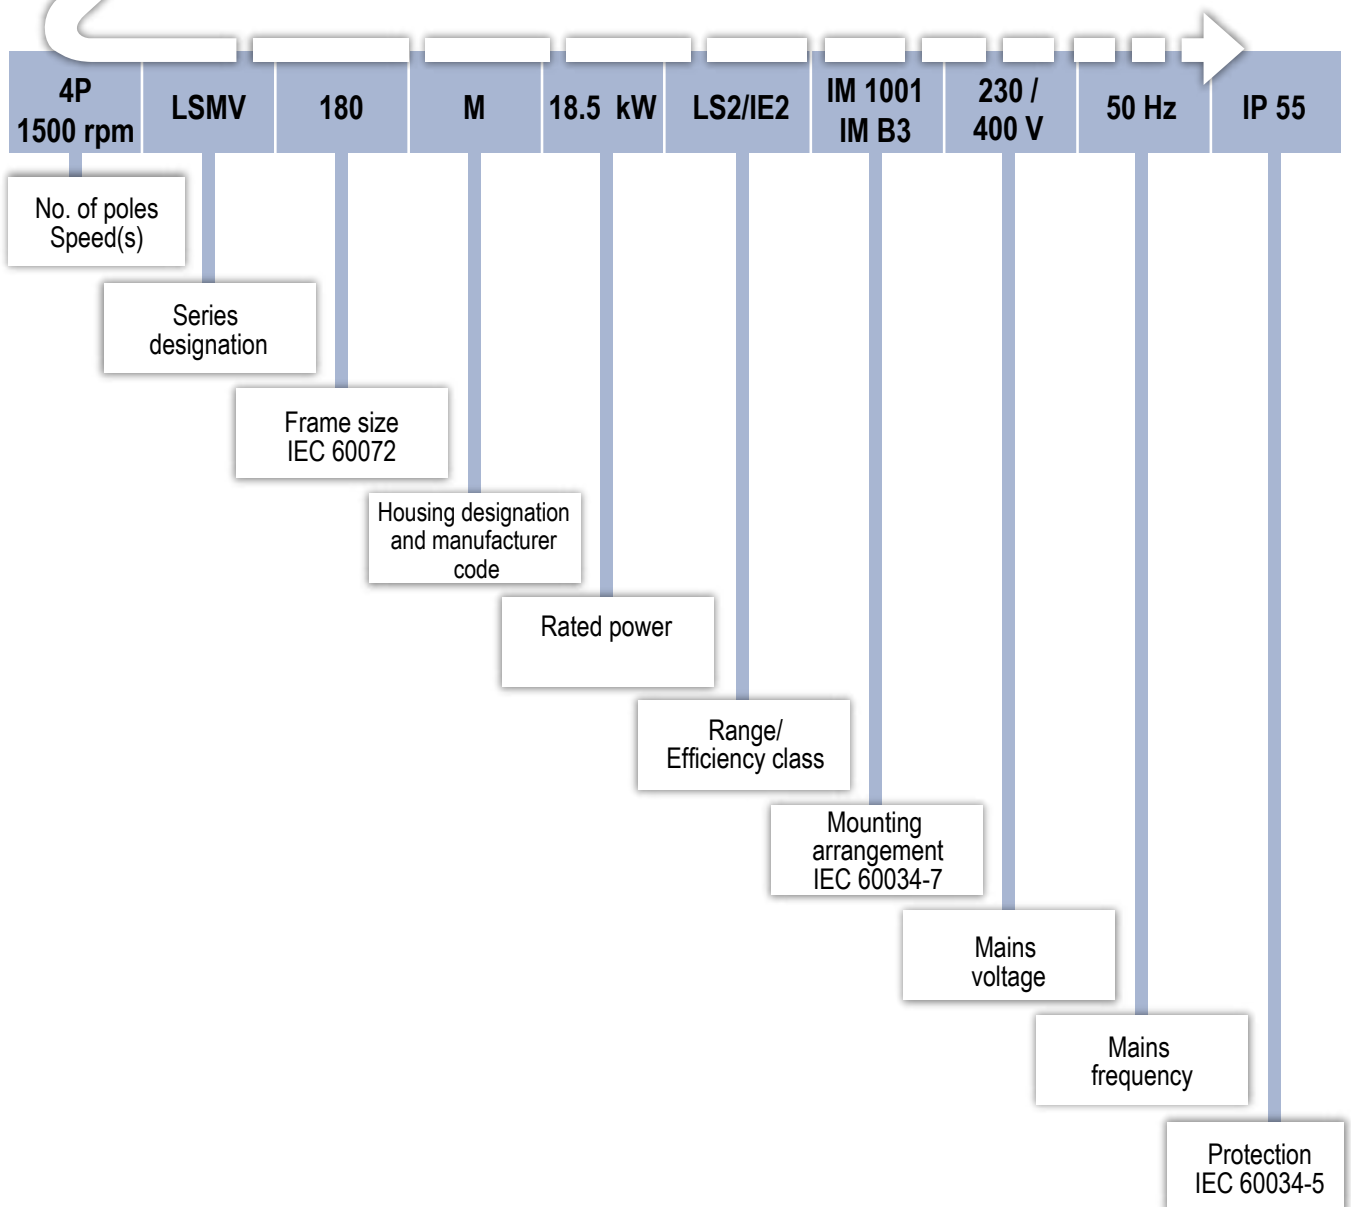 4P
1500 rpm
LSMV
180
M
18.5 kW
LS2/IE2
IM 1001
IM B3
230 /
400 V
50 Hz
IP 55
No. of poles
Speed(s)
Series
designation
Frame size
IEC 60072
Housing designation
and manufacturer
code
Rated power
Range/
Efficiency class
Mounting
arrangement
IEC 60034-7
Mains
voltage
Mains
frequency
Protection
IEC 60034-5